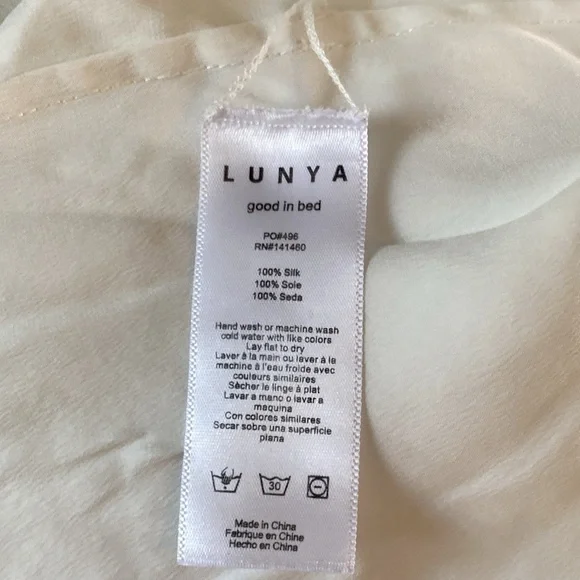 LUNYA
good in bed
PO#496
RN#141460
100% Silk
100% Soie
100% Seda
Hand wash or machine wash
cold water with like colors
Lay flat to dry
Laver à la main ou laver à le
machine à l'eau froide avec
couleurs similaires
Sècher le linge à plat
Lavar a mano o lavar a
maquina
Con colores similares
Secar sobre una superficie
plana
30
Made in China
Fabrique en Chine
Hecho en China